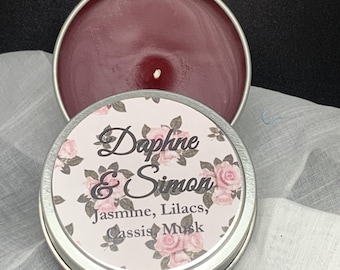 Daphne
& Simon
Jasmine, Lilacs,
Cassis, Musk